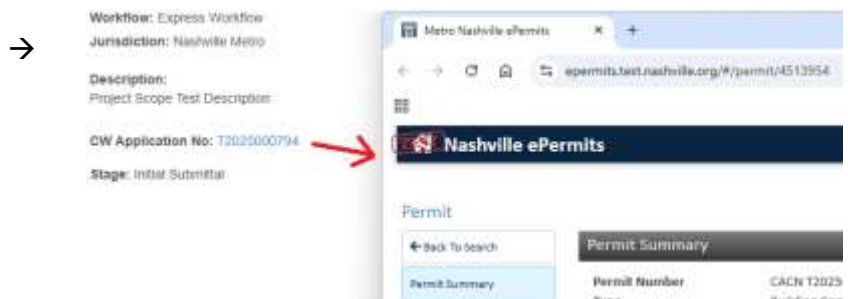 →
Workflow: Express Workflow
Jurisdiction: Nashville Metro
Description:
Project Scope Test Description
CW Application No: T2025000794
Stage: Initial Submittal
Metro Nashville ePermits
epermits.test.nashville.org/#/permit/4513954
Nashville ePermits
Permit
Back To Search
Permit Summary
Permit Summary
Permit Number CACN T2025